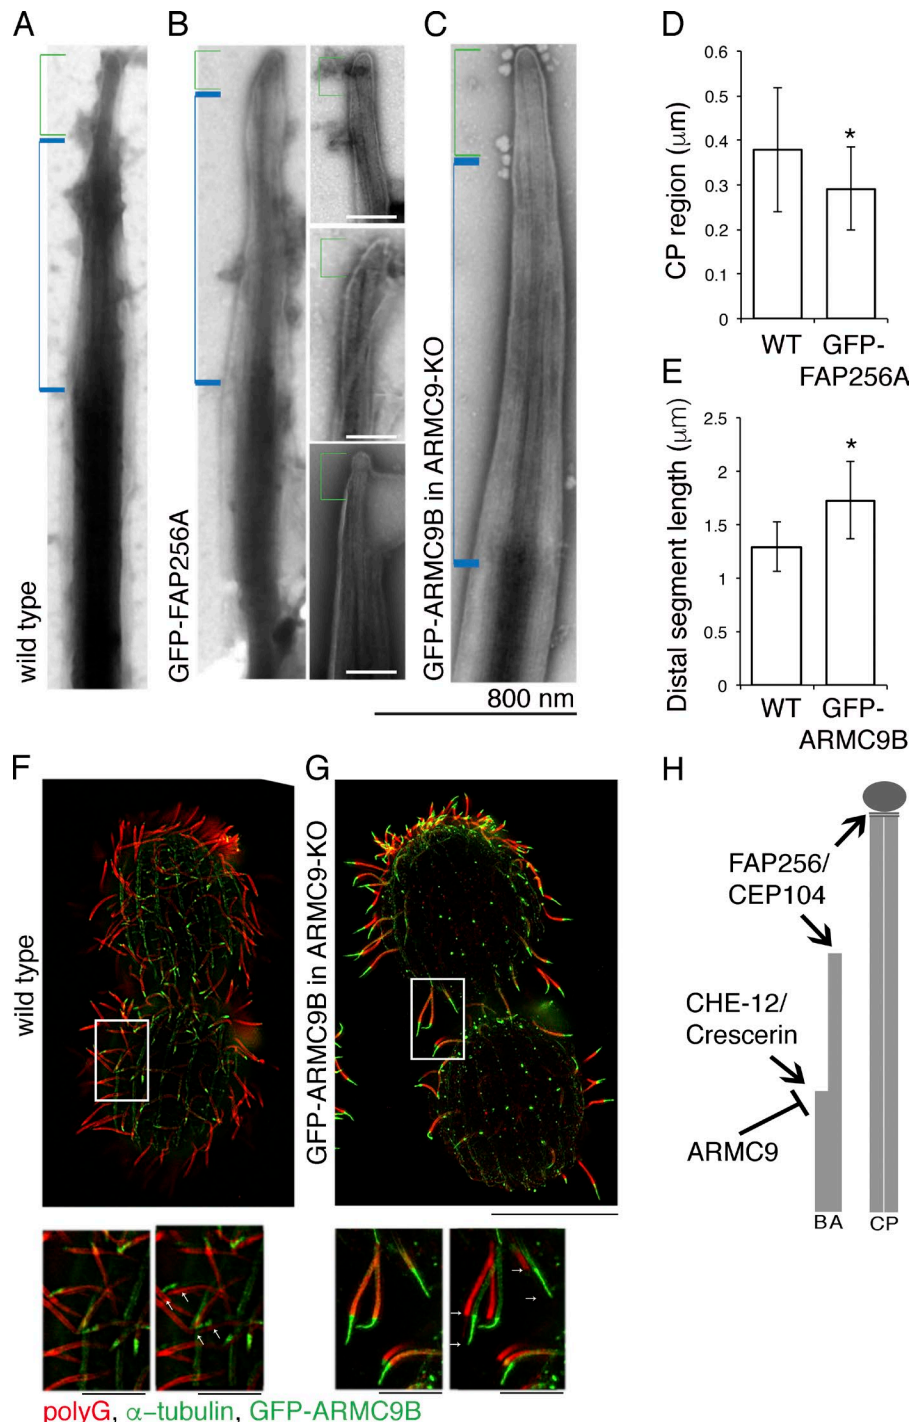 A
B
C
D
wild type
GFP-FAP256A
GFP-ARMC9B in ARMC9-KO
800 nm
CP region (μm)
0.6
0.5
0.4
0.3
0.2
0.1
0
*
WT
GFP-
FAP256A
E
Distal segment length (μm)
2.5
2
1.5
1
0.5
0
*
WT
GFP-
ARMC9B
F
G
H
wild type
GFP-ARMC9B in ARMC9-KO
FAP256/
CEP104
CHE-12/
Crescerin
ARMC9
BA
CP
polyG, α-tubulin, GFP-ARMC9B